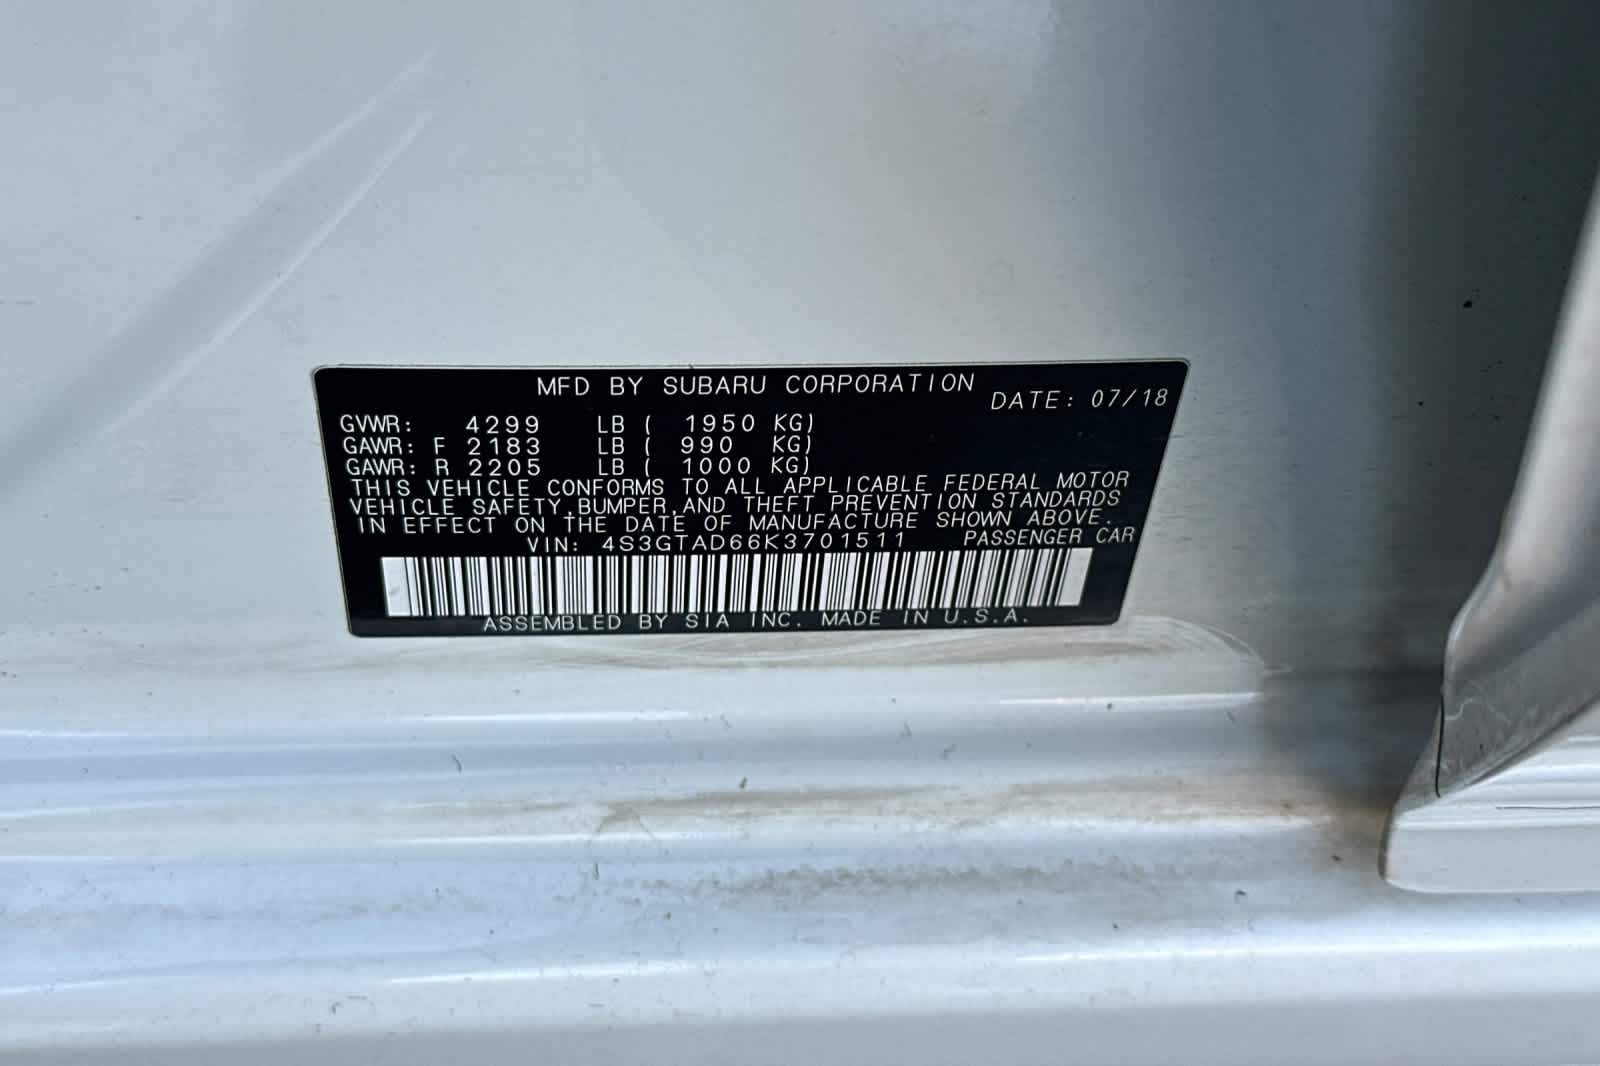 MFD BY SUBARU CORPORATION
DATE: 07/18
GVWR: 4299 LB ( 1950 KG)
GAWR: F 2183 LB ( 990 KG)
GAWR: R 2205 LB ( 1000 KG)
THIS VEHICLE CONFORMS TO ALL APPLICABLE FEDERAL MOTOR
VEHICLE SAFETY,BUMPER,AND THEFT PREVENTION STANDARDS
IN EFFECT ON THE DATE OF MANUFACTURE SHOWN ABOVE.
VIN: 4S3GTAD66K3701511 PASSENGER CAR
ASSEMBLED BY SIA INC. MADE IN U.S.A.